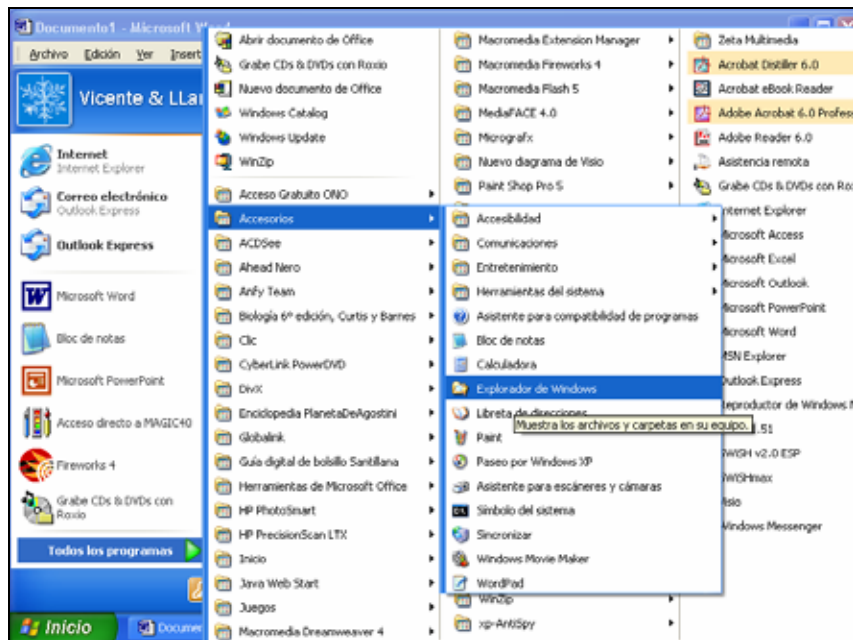 Documento1 - Microsoft
Archivo Edición Ver Insert
Vicente & LLa
Internet
Internet Explorer
Correo electrónico
Outlook Express
Outlook Express
Microsoft Word
Bloc de notas
Microsoft PowerPoint
Acceso directo a MAGIC40
Fireworks 4
Grabe CDs & DVDs con
Roxio
Todos los programas
Inicio
Documen
Abrir documento de Office
Grabe CDs & DVDs con Roxio
Nuevo documento de Office
Windows Catalog
Windows Update
WinZip
Acceso Gratuito ONO
Accesorios
ACDSee
Ahead Nero
Anfy Team
Biología 6ª edición, Curtis y Barnes
Clic
CyberLink PowerDVD
DivX
Enciclopedia PlanetaDeAgostini
Globalink
Guía digital de bolsillo Santillana
Herramientas de Microsoft Office
HP PhotoSmart
HP PrecisionScan LTX
Inicio
Java Web Start
Juegos
Macromedia Dreamweaver 4
Macromedia Extension Manager
Macromedia Fireworks 4
Macromedia Flash 5
MediaFACE 4.0
Micrografx
Nuevo diagrama de Visio
Paint Shop Pro 5
Accesibilidad
Comunicaciones
Entretenimiento
Herramientas del sistema
Asistente para compatibilidad de programas
Bloc de notas
Calculadora
Explorador de Windows
Libreta de direcciones
Muestra los archivos y carpetas en su equipo.
Paint
Paseo por Windows XP
Asistente para escáneres y cámaras
Símbolo del sistema
Sincronizar
Windows Movie Maker
WordPad
WinZip
xp-AntiSpy
Zeta Multimedia
Acrobat Distiller 6.0
Acrobat eBook Reader
Adobe Acrobat 6.0 Profess
Adobe Reader 6.0
Asistencia remota
Grabe CDs & DVDs con Rox
nternet Explorer
Microsoft Access
Microsoft Excel
Microsoft Outlook
Microsoft PowerPoint
Microsoft Word
MSN Explorer
Outlook Express
Reproductor de Windows M
.51
SWiSH v2.0 ESP
SWiSHmax
Visio
Windows Messenger